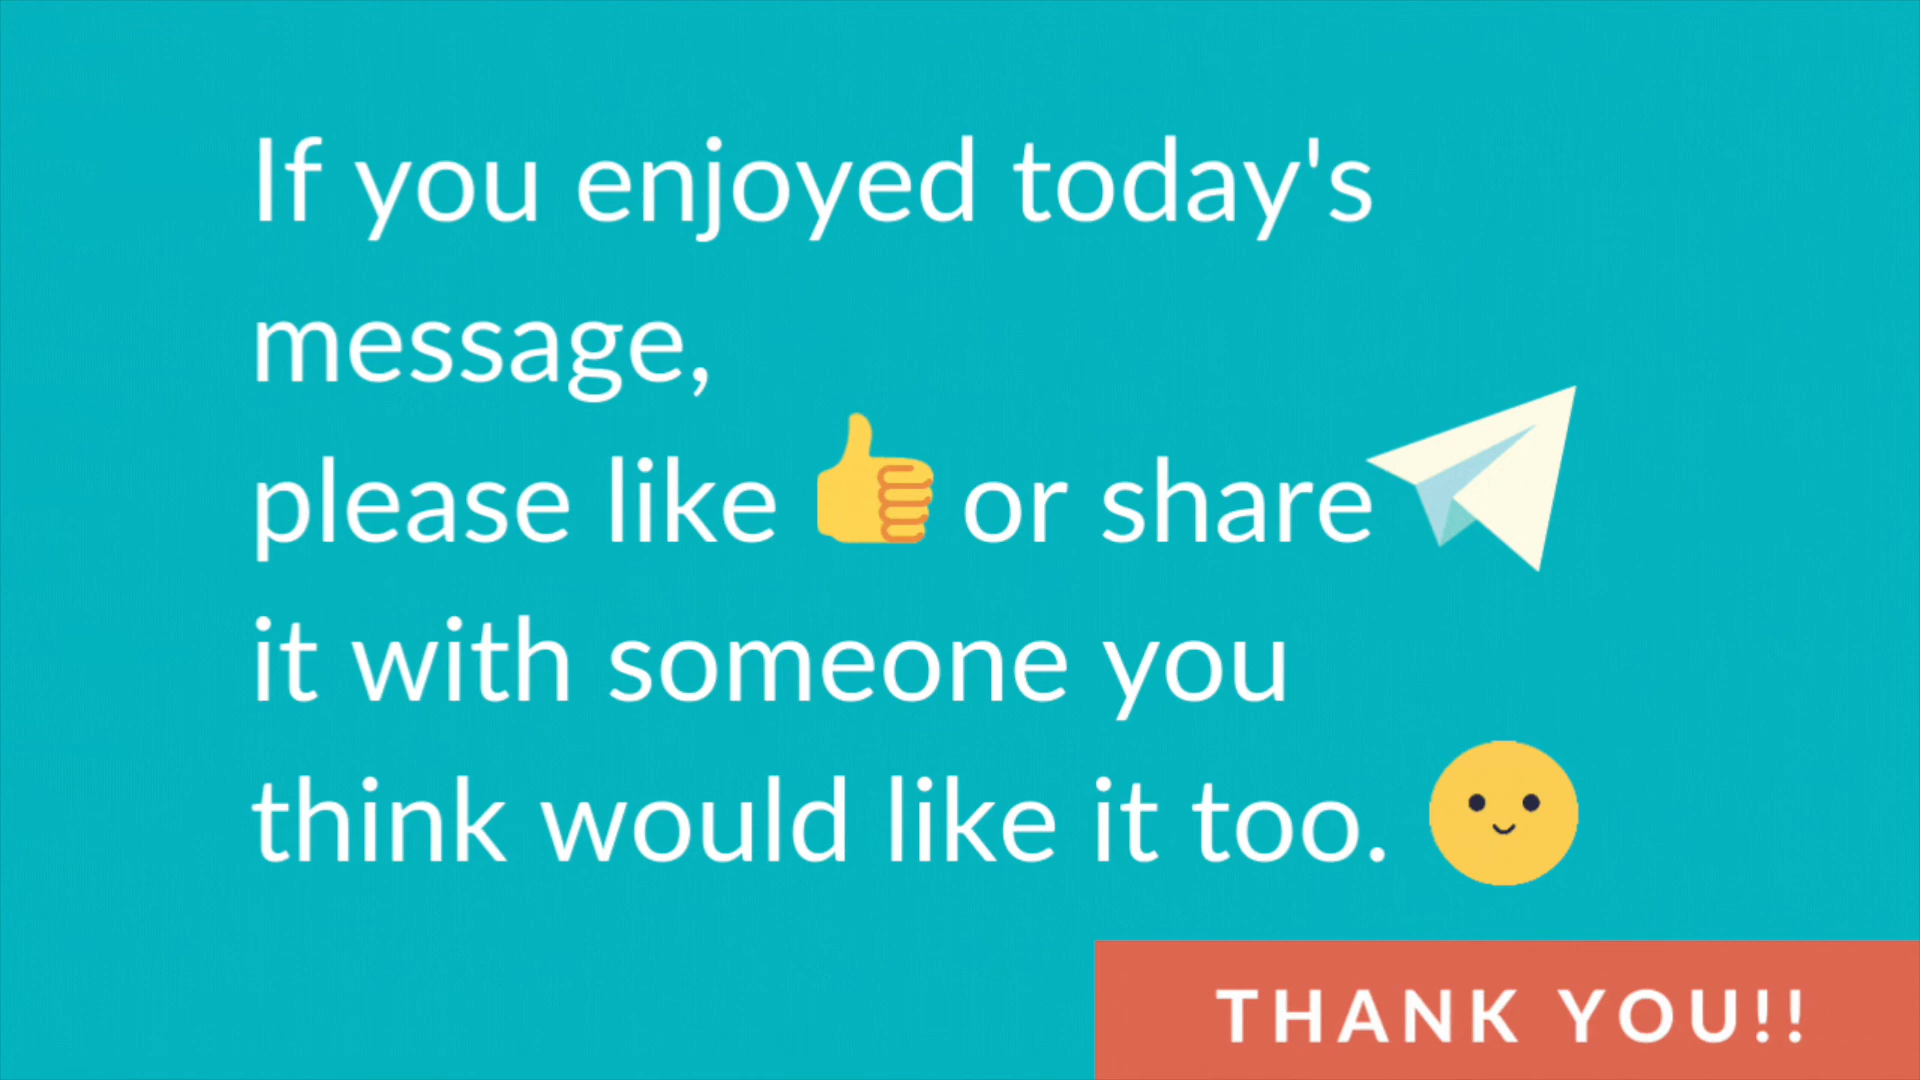 If you enjoyed today's
message,
please like 👍 or share
it with someone you
think would like it too.
THANK YOU!!